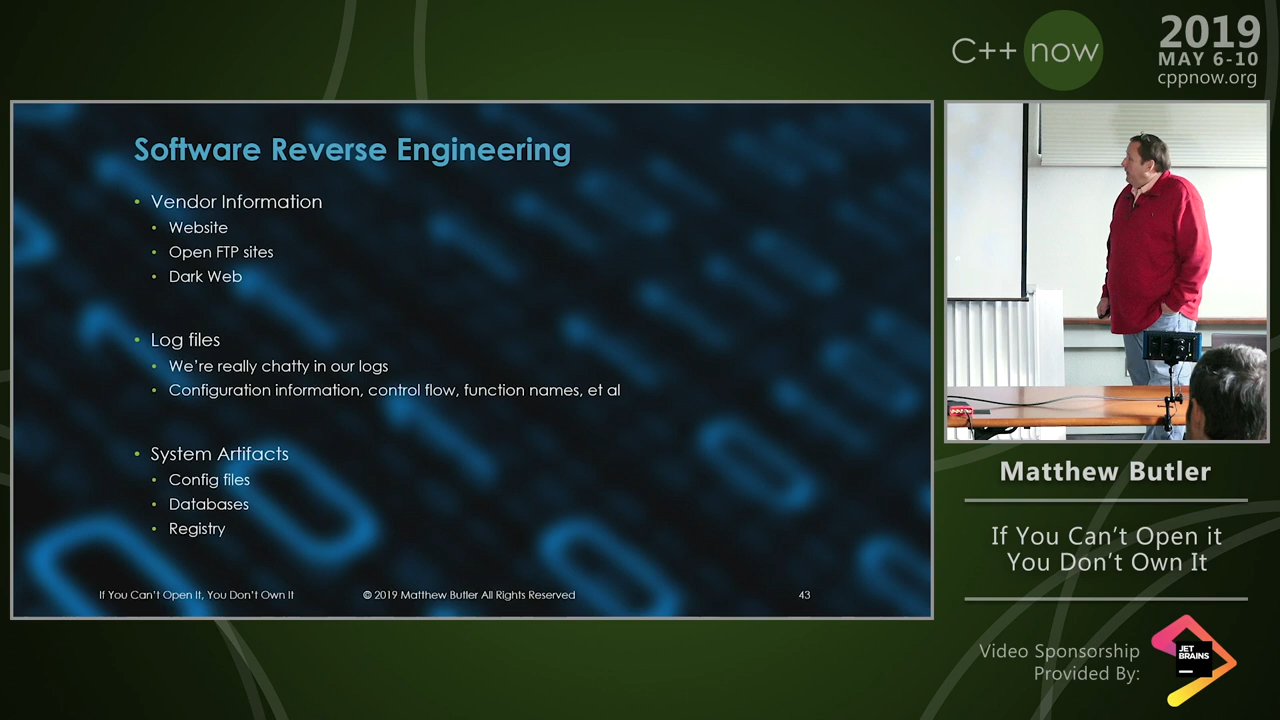 C++ now
2019
MAY 6-10
cppnow.org
Software Reverse Engineering
• Vendor Information
• Website
• Open FTP sites
• Dark Web
• Log files
• We're really chatty in our logs
• Configuration information, control flow, function names, et al
• System Artifacts
• Config files
• Databases
• Registry
If You Can't Open It, You Don't Own It
© 2019 Matthew Butler All Rights Reserved
43
Matthew Butler
If You Can't Open it
You Don't Own It
Video Sponsorship
Provided By:
JET
BRAINS